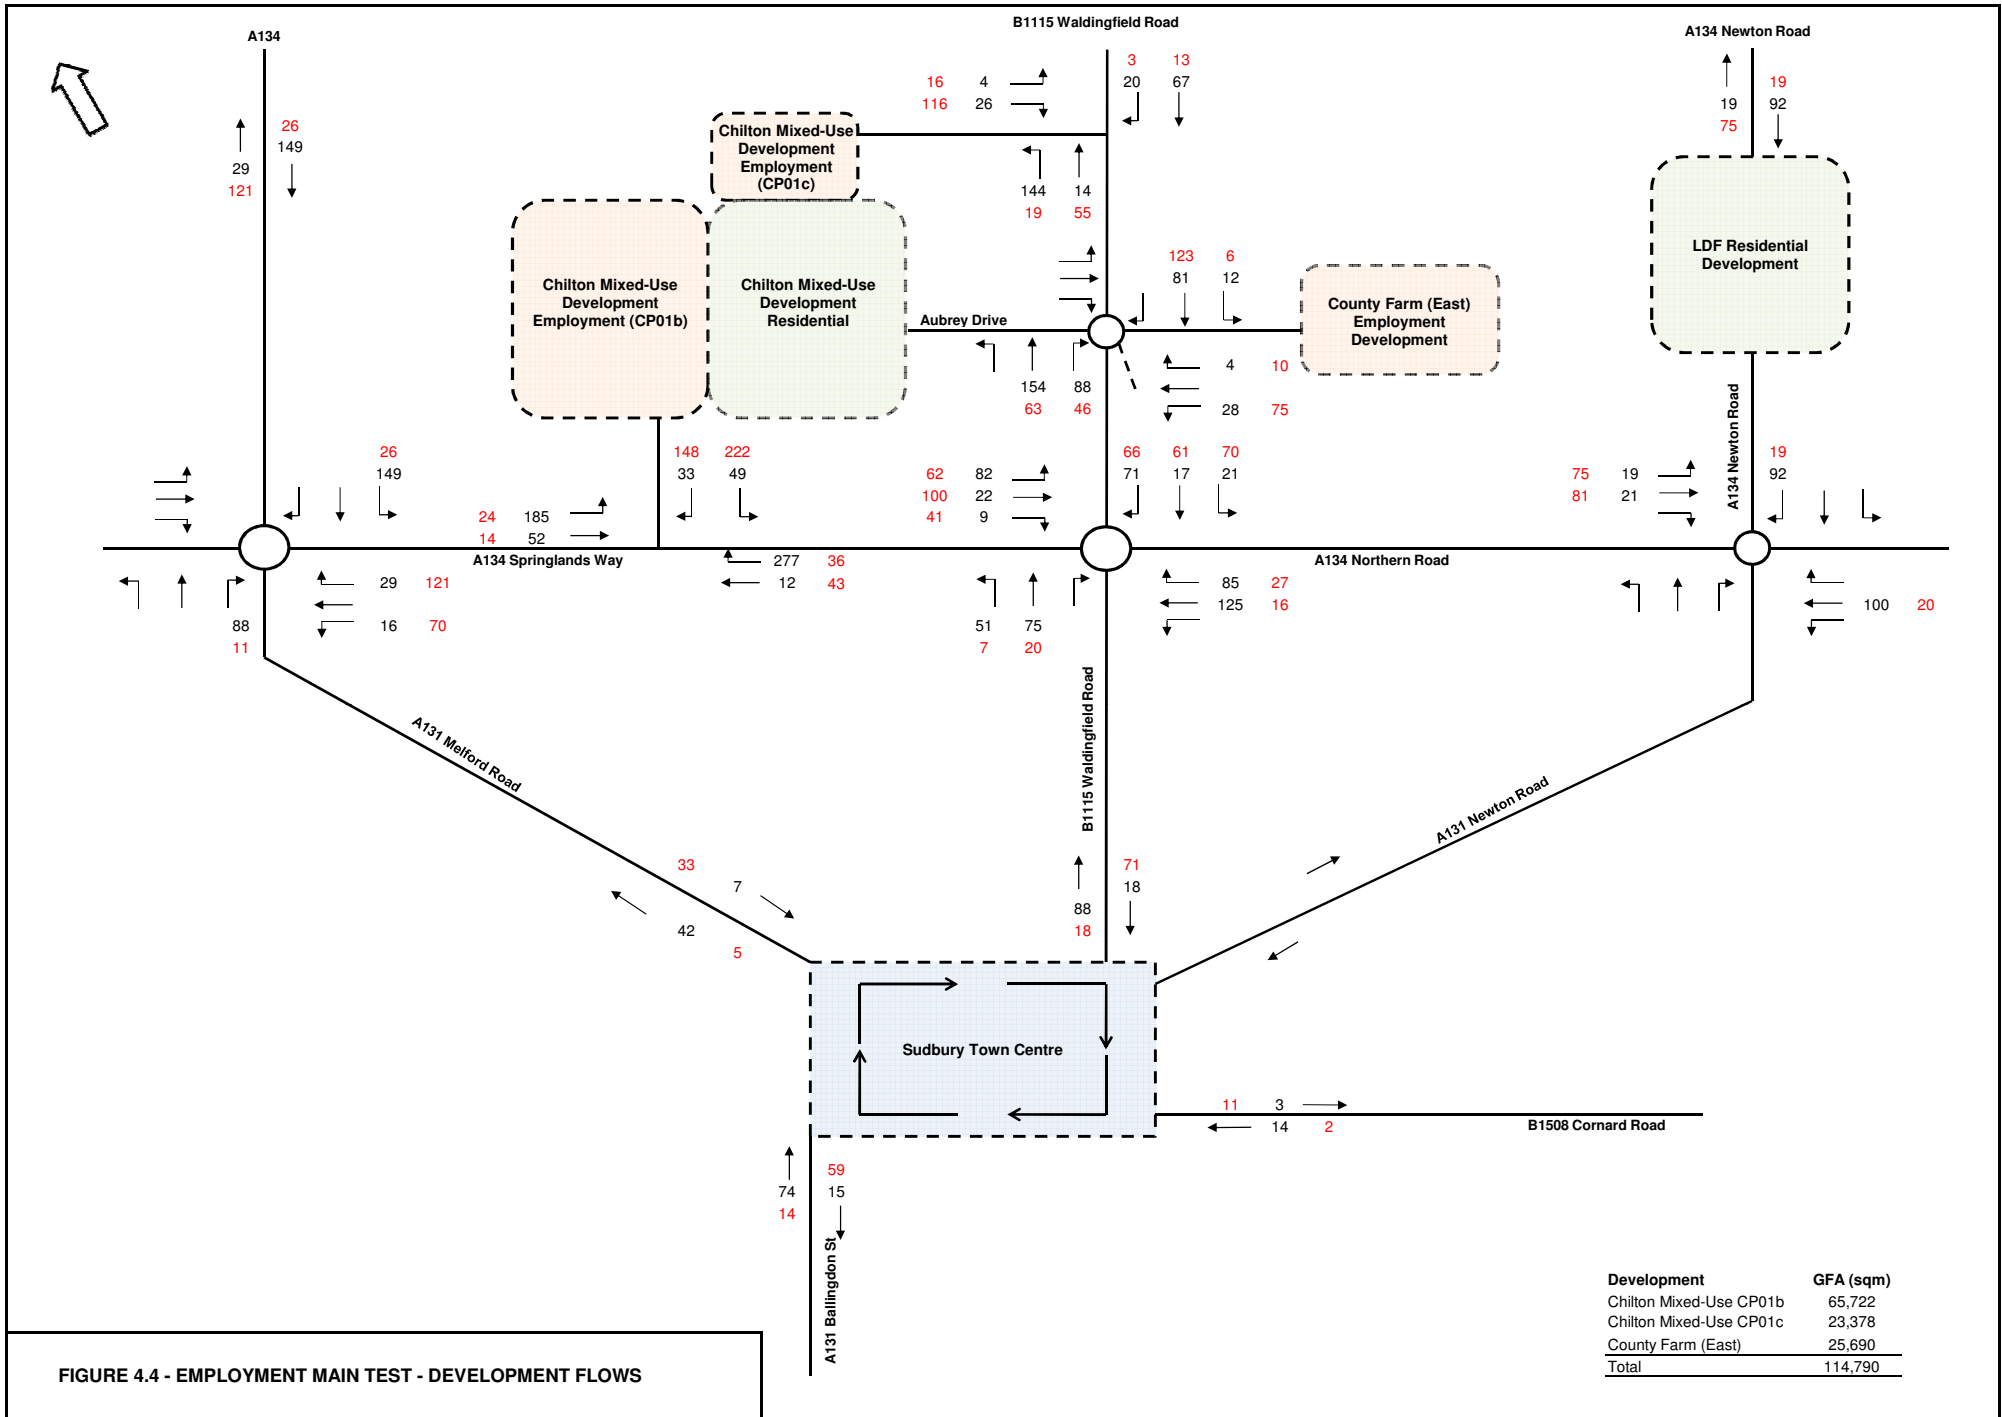 B1115 Waldingfield Road
A134
A134 Newton Road
3 13
16 4 20 67
116 26
19
19 92
75
26
149
29
121
Chilton Mixed-Use
Development
Employment
(CP01c)
144 14
19 55
Chilton Mixed-Use
Development
Employment (CP01b)
Chilton Mixed-Use
Development
Residential
123 6
81 12
LDF Residential
Development
County Farm (East)
Employment
Development
Aubrey Drive
4 10
154 88
63 46
28 75
A134 Newton Road
26
149
148 222
33 49
62 82
100 22
41 9
66 61 70
71 17 21
75 19
81 21
19
92
24 185
14 52
A134 Springlands Way
277 36
12 43
A134 Northern Road
29 121
16 70
88
11
51 75
7 20
85 27
125 16
100 20
A131 Melford Road
B1115 Waldingfield Road
A131 Newton Road
33
7
42
5
71
18
88
18
Sudbury Town Centre
11 3
14 2
B1508 Cornard Road
59
74 15
14
A131 Ballingdon St
Development GFA (sqm)
Chilton Mixed-Use CP01b 65,722
Chilton Mixed-Use CP01c 23,378
County Farm (East) 25,690
Total 114,790
FIGURE 4.4 - EMPLOYMENT MAIN TEST - DEVELOPMENT FLOWS